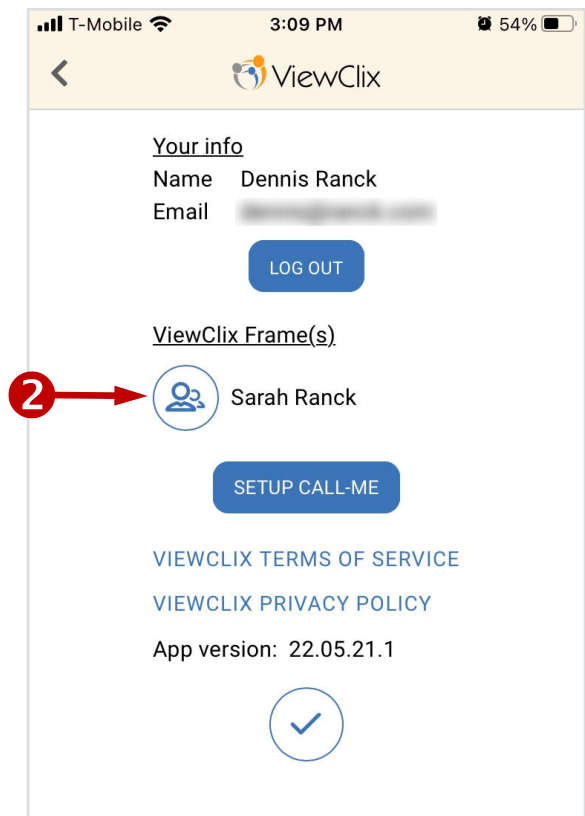 T-Mobile 3:09 PM 54%
ViewClix
Your info
Name Dennis Ranck
Email
LOG OUT
ViewClix Frame(s)
2 Sarah Ranck
SETUP CALL-ME
VIEWCLIX TERMS OF SERVICE
VIEWCLIX PRIVACY POLICY
App version: 22.05.21.1